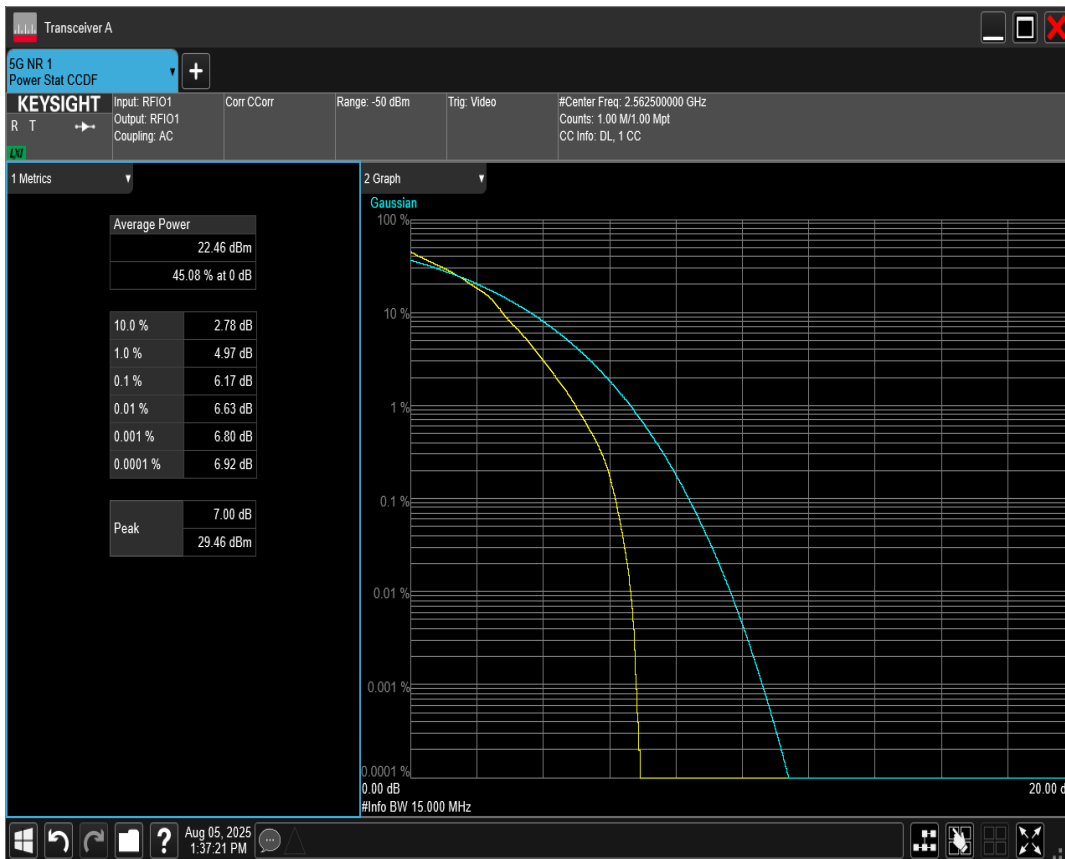 Transceiver A
5G NR 1
Power Stat CCDF
KEYSIGHT
R T
LXI
Input: RFIO1
Output: RFIO1
Coupling: AC
Corr CCorr
Range: -50 dBm
Trig: Video
#Center Freq: 2.562500000 GHz
Counts: 1.00 M/1.00 Mpt
CC Info: DL, 1 CC
1 Metrics
Average Power
22.46 dBm
45.08 % at 0 dB
10.0 % 2.78 dB
1.0 % 4.97 dB
0.1 % 6.17 dB
0.01 % 6.63 dB
0.001 % 6.80 dB
0.0001 % 6.92 dB
Peak
7.00 dB
29.46 dBm
2 Graph
Gaussian
100 %
10 %
1 %
0.1 %
0.01 %
0.001 %
0.0001 %
0.00 dB 20.00 d
#Info BW 15.000 MHz
? Aug 05, 2025
1:37:21 PM